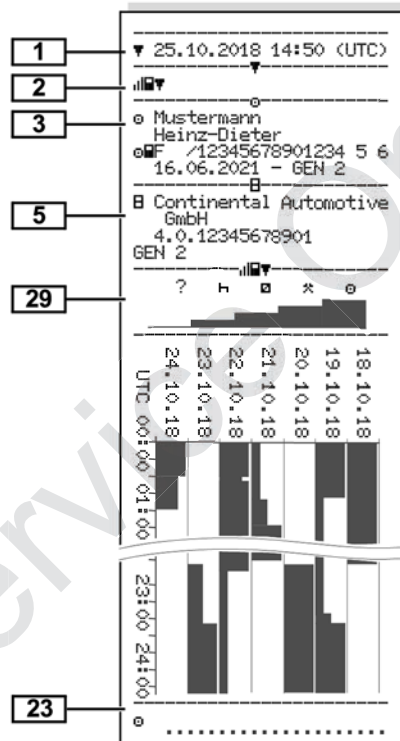 1
▼ 25.10.2018 14:50 (UTC)
2
3
Mustermann
Heinz-Dieter
F /12345678901234 5 6
16.06.2021 - GEN 2
5
Continental Automotive
GmbH
4.0.12345678901
GEN 2
29
?
24.10.18
23.10.18
22.10.18
21.10.18
20.10.18
19.10.18
18.10.18
UTC 00:00 01:00
23:00 24:00
23
ervice On